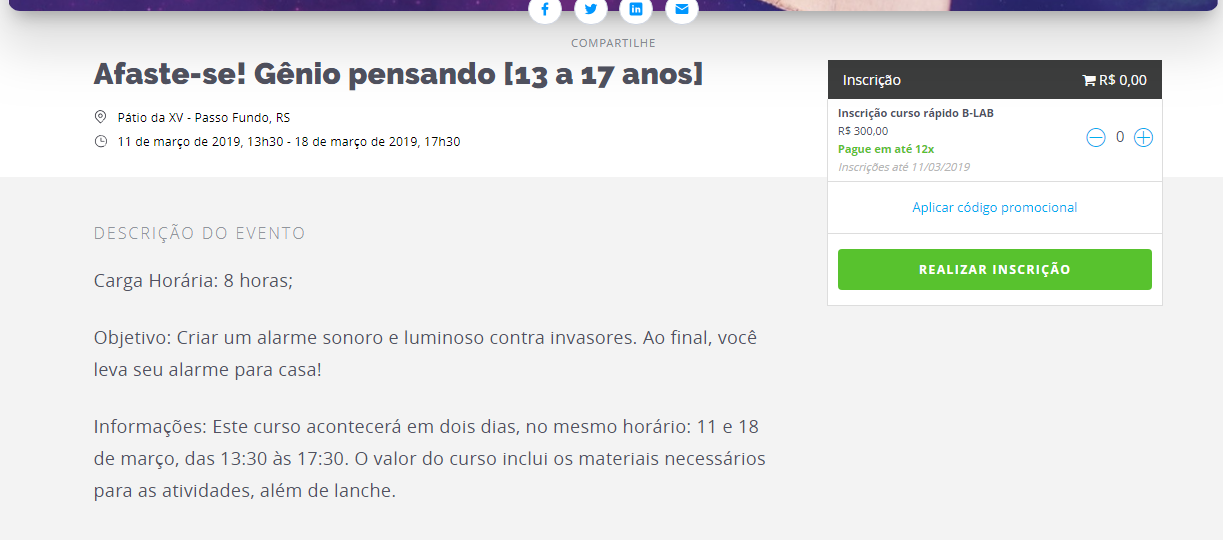 COMPARTILHE
Afaste-se! Gênio pensando [13 a 17 anos]
Pátio da XV - Passo Fundo, RS
11 de março de 2019, 13h30 - 18 de março de 2019, 17h30
Inscrição R$ 0,00
Inscrição curso rápido B-LAB
R$ 300,00
Pague em até 12x
Inscrições até 11/03/2019
0
Aplicar código promocional
REALIZAR INSCRIÇÃO
DESCRIÇÃO DO EVENTO
Carga Horária: 8 horas;
Objetivo: Criar um alarme sonoro e luminoso contra invasores. Ao final, você
leva seu alarme para casa!
Informações: Este curso acontecerá em dois dias, no mesmo horário: 11 e 18
de março, das 13:30 às 17:30. O valor do curso inclui os materiais necessários
para as atividades, além de lanche.